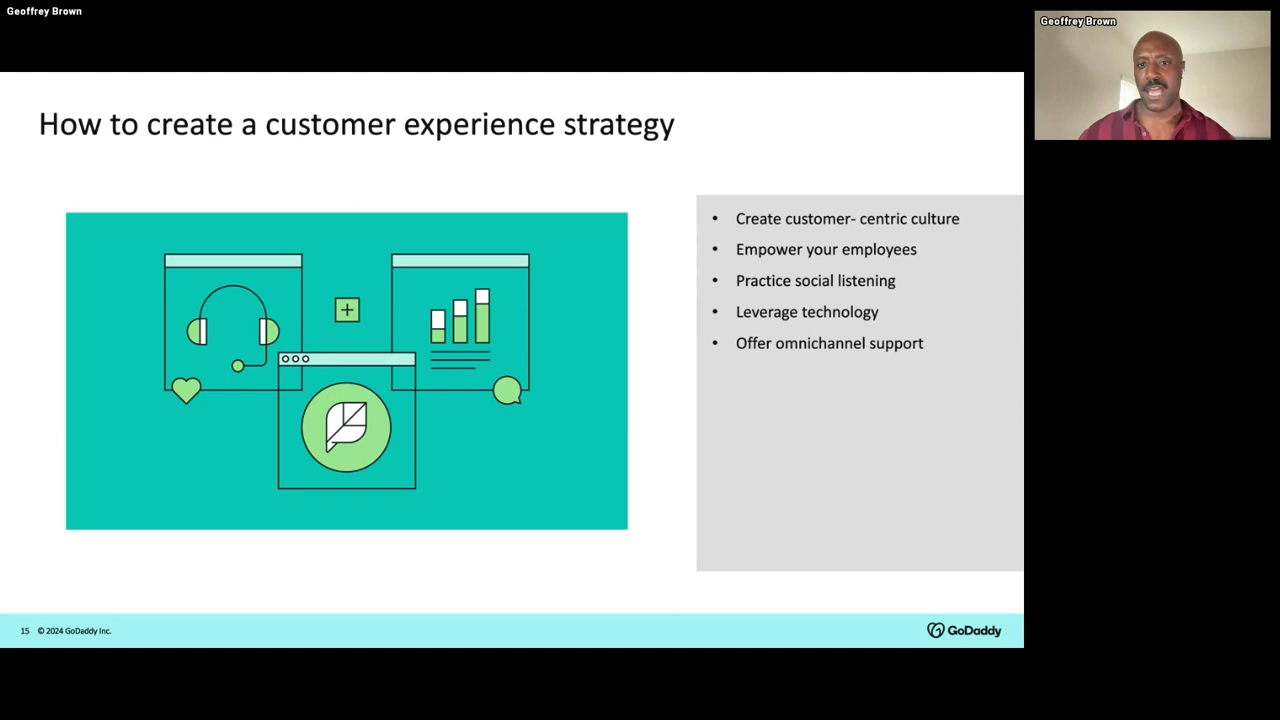 Geoffrey Brown
Geoffrey Brown
How to create a customer experience strategy
• Create customer- centric culture
• Empower your employees
• Practice social listening
• Leverage technology
• Offer omnichannel support
15 © 2024 GoDaddy Inc.
GoDaddy